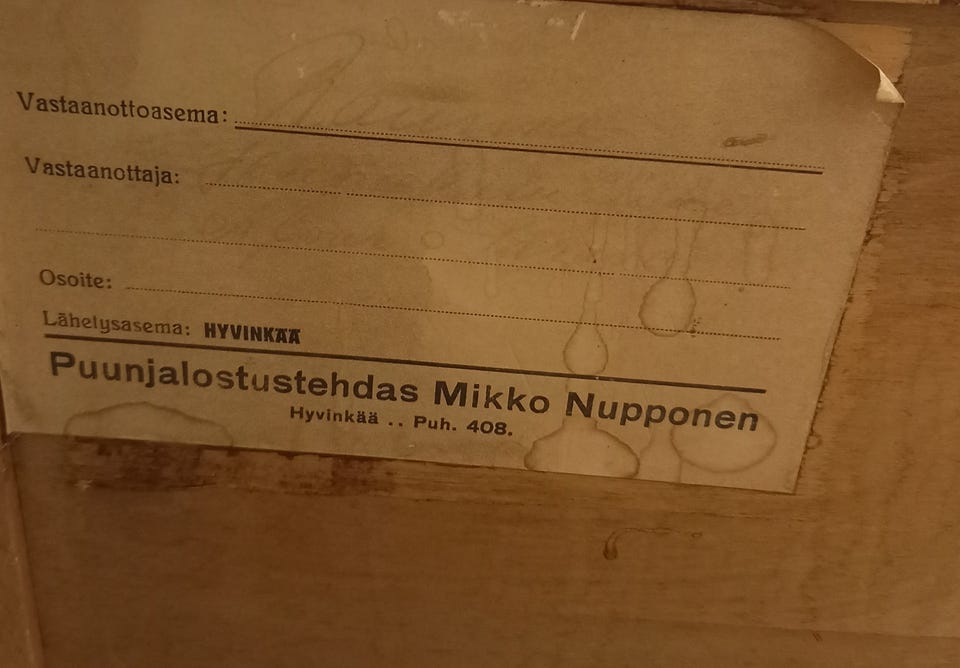 Vastaanottoasema:
Vastaanottaja:
Osoite:
Lähetysasema: HYVINKÄÄ
Puunjalostustehdas Mikko Nupponen
Hyvinkää .. Puh. 408.